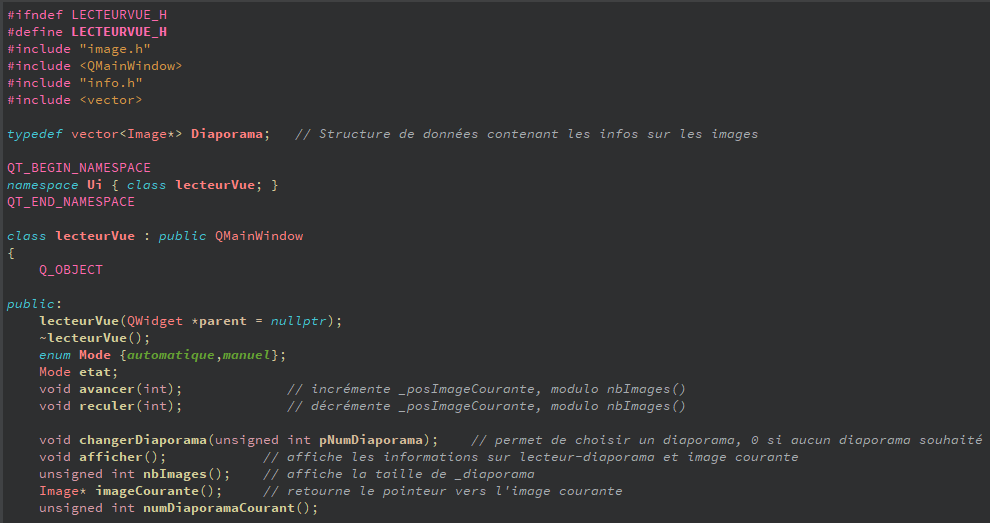 #ifndef LECTEURVUE_H
#define LECTEURVUE_H
#include "image.h"
#include <QMainWindow>
#include "info.h"
#include <vector>
typedef vector<Image*> Diaporama;   // Structure de données contenant les infos sur les images
QT_BEGIN_NAMESPACE
namespace Ui { class lecteurVue; }
QT_END_NAMESPACE
class lecteurVue : public QMainWindow
{
    Q_OBJECT
public:
    lecteurVue(QWidget *parent = nullptr);
    ~lecteurVue();
    enum Mode {automatique,manuel};
    Mode etat;
    void avancer(int);             // incrémente _posImageCourante, modulo nbImages()
    void reculer(int);             // décrémente _posImageCourante, modulo nbImages()
    void changerDiaporama(unsigned int pNumDiaporama);    // permet de choisir un diaporama, 0 si aucun diaporama souhaité
    void afficher();            // affiche les informations sur lecteur-diaporama et image courante
    unsigned int nbImages();    // affiche la taille de _diaporama
    Image* imageCourante();     // retourne le pointeur vers l'image courante
    unsigned int numDiaporamaCourant();